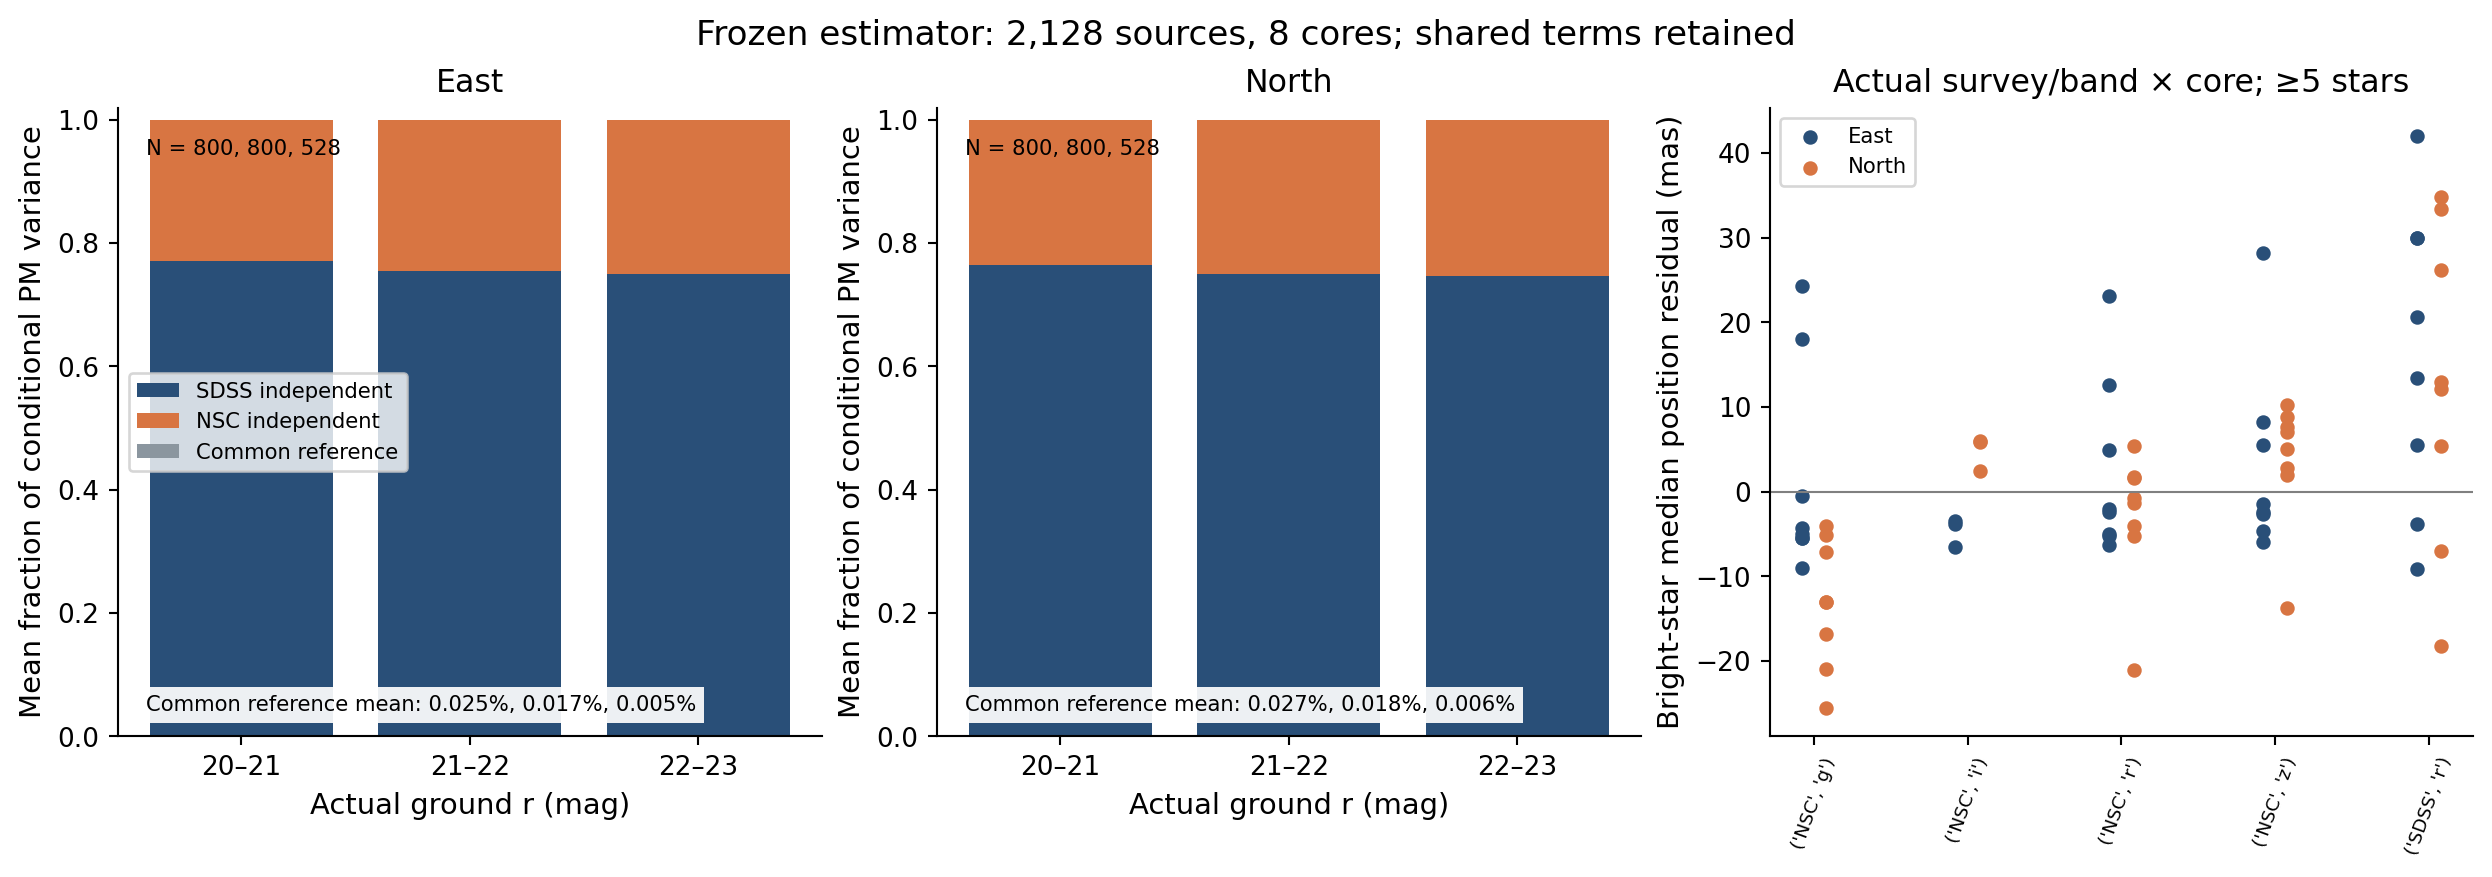 Frozen estimator: 2,128 sources, 8 cores; shared terms retained
East
Mean fraction of conditional PM variance
1.0
0.8
0.6
0.4
0.2
0.0
N = 800, 800, 528
SDSS independent
NSC independent
Common reference
Common reference mean: 0.025%, 0.017%, 0.005%
20–21
21–22
22–23
Actual ground r (mag)
North
Mean fraction of conditional PM variance
1.0
0.8
0.6
0.4
0.2
0.0
N = 800, 800, 528
Common reference mean: 0.027%, 0.018%, 0.006%
20–21
21–22
22–23
Actual ground r (mag)
Actual survey/band × core; ≥5 stars
Bright-star median position residual (mas)
40
30
20
10
0
−10
−20
East
North
('NSC', 'g')
('NSC', 'i')
('NSC', 'r')
('NSC', 'z')
('SDSS', 'r')